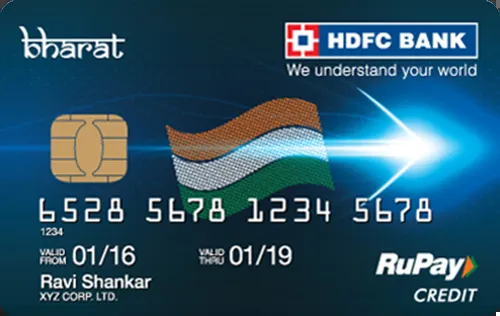 bharat
HDFC BANK
We understand your world
6528 5678 1234 5678
1234
VALID FROM 01/16 VALID THRU 01/19
Ravi Shankar
XYZ CORP. LTD.
RuPay
CREDIT